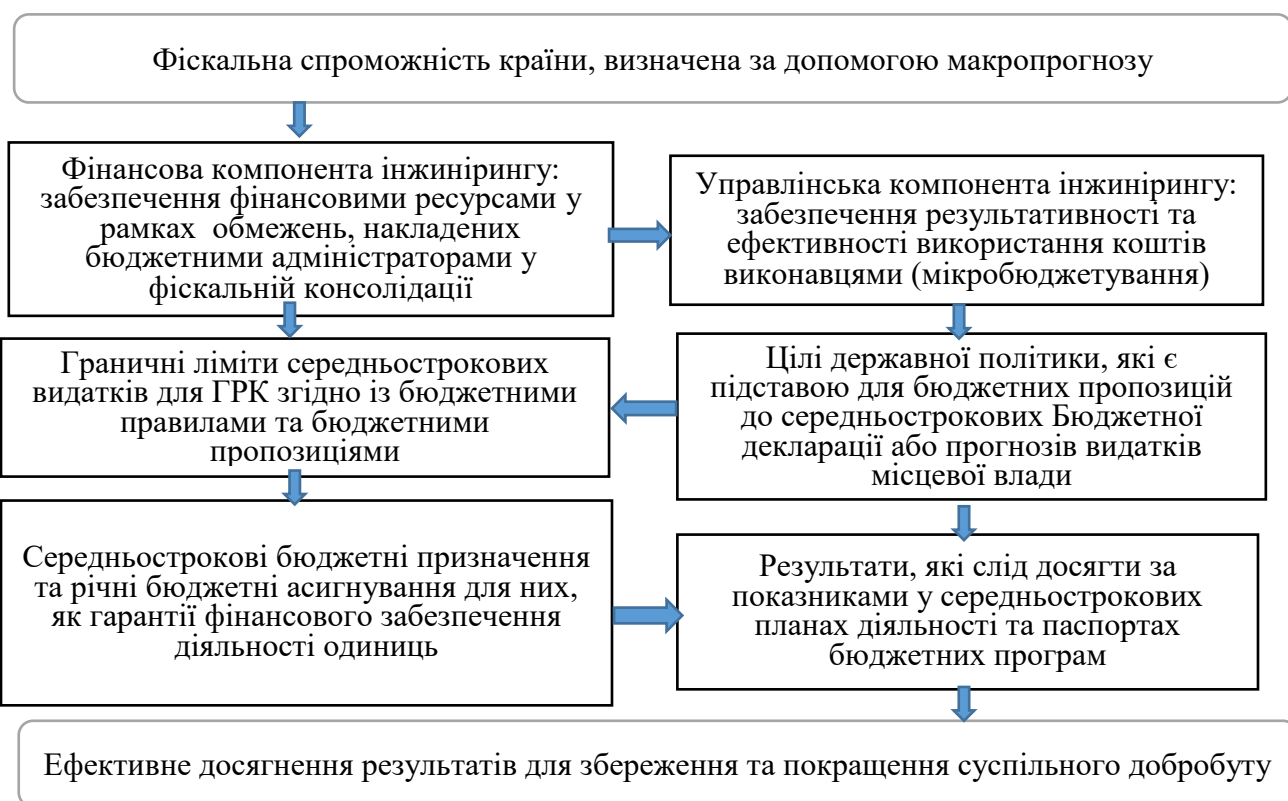 Фіскальна спроможність країни, визначена за допомогою макропрогнозу
Фінансова компонента інжинірингу:
забезпечення фінансовими ресурсами у
рамках обмежень, накладених
бюджетними адміністраторами у
фіскальній консолідації
Управлінська компонента інжинірингу:
забезпечення результативності та
ефективності використання коштів
виконавцями (мікробюджетування)
Граничні ліміти середньострокових
видатків для ГРК згідно із бюджетними
правилами та бюджетними
пропозиціями
Цілі державної політики, які є
підставою для бюджетних пропозицій
до середньострокових Бюджетної
декларації або прогнозів видатків
місцевої влади
Середньострокові бюджетні призначення
та річні бюджетні асигнування для них,
як гарантії фінансового забезпечення
діяльності одиниць
Результати, які слід досягти за
показниками у середньострокових
планах діяльності та паспортах
бюджетних програм
Ефективне досягнення результатів для збереження та покращення суспільного добробуту